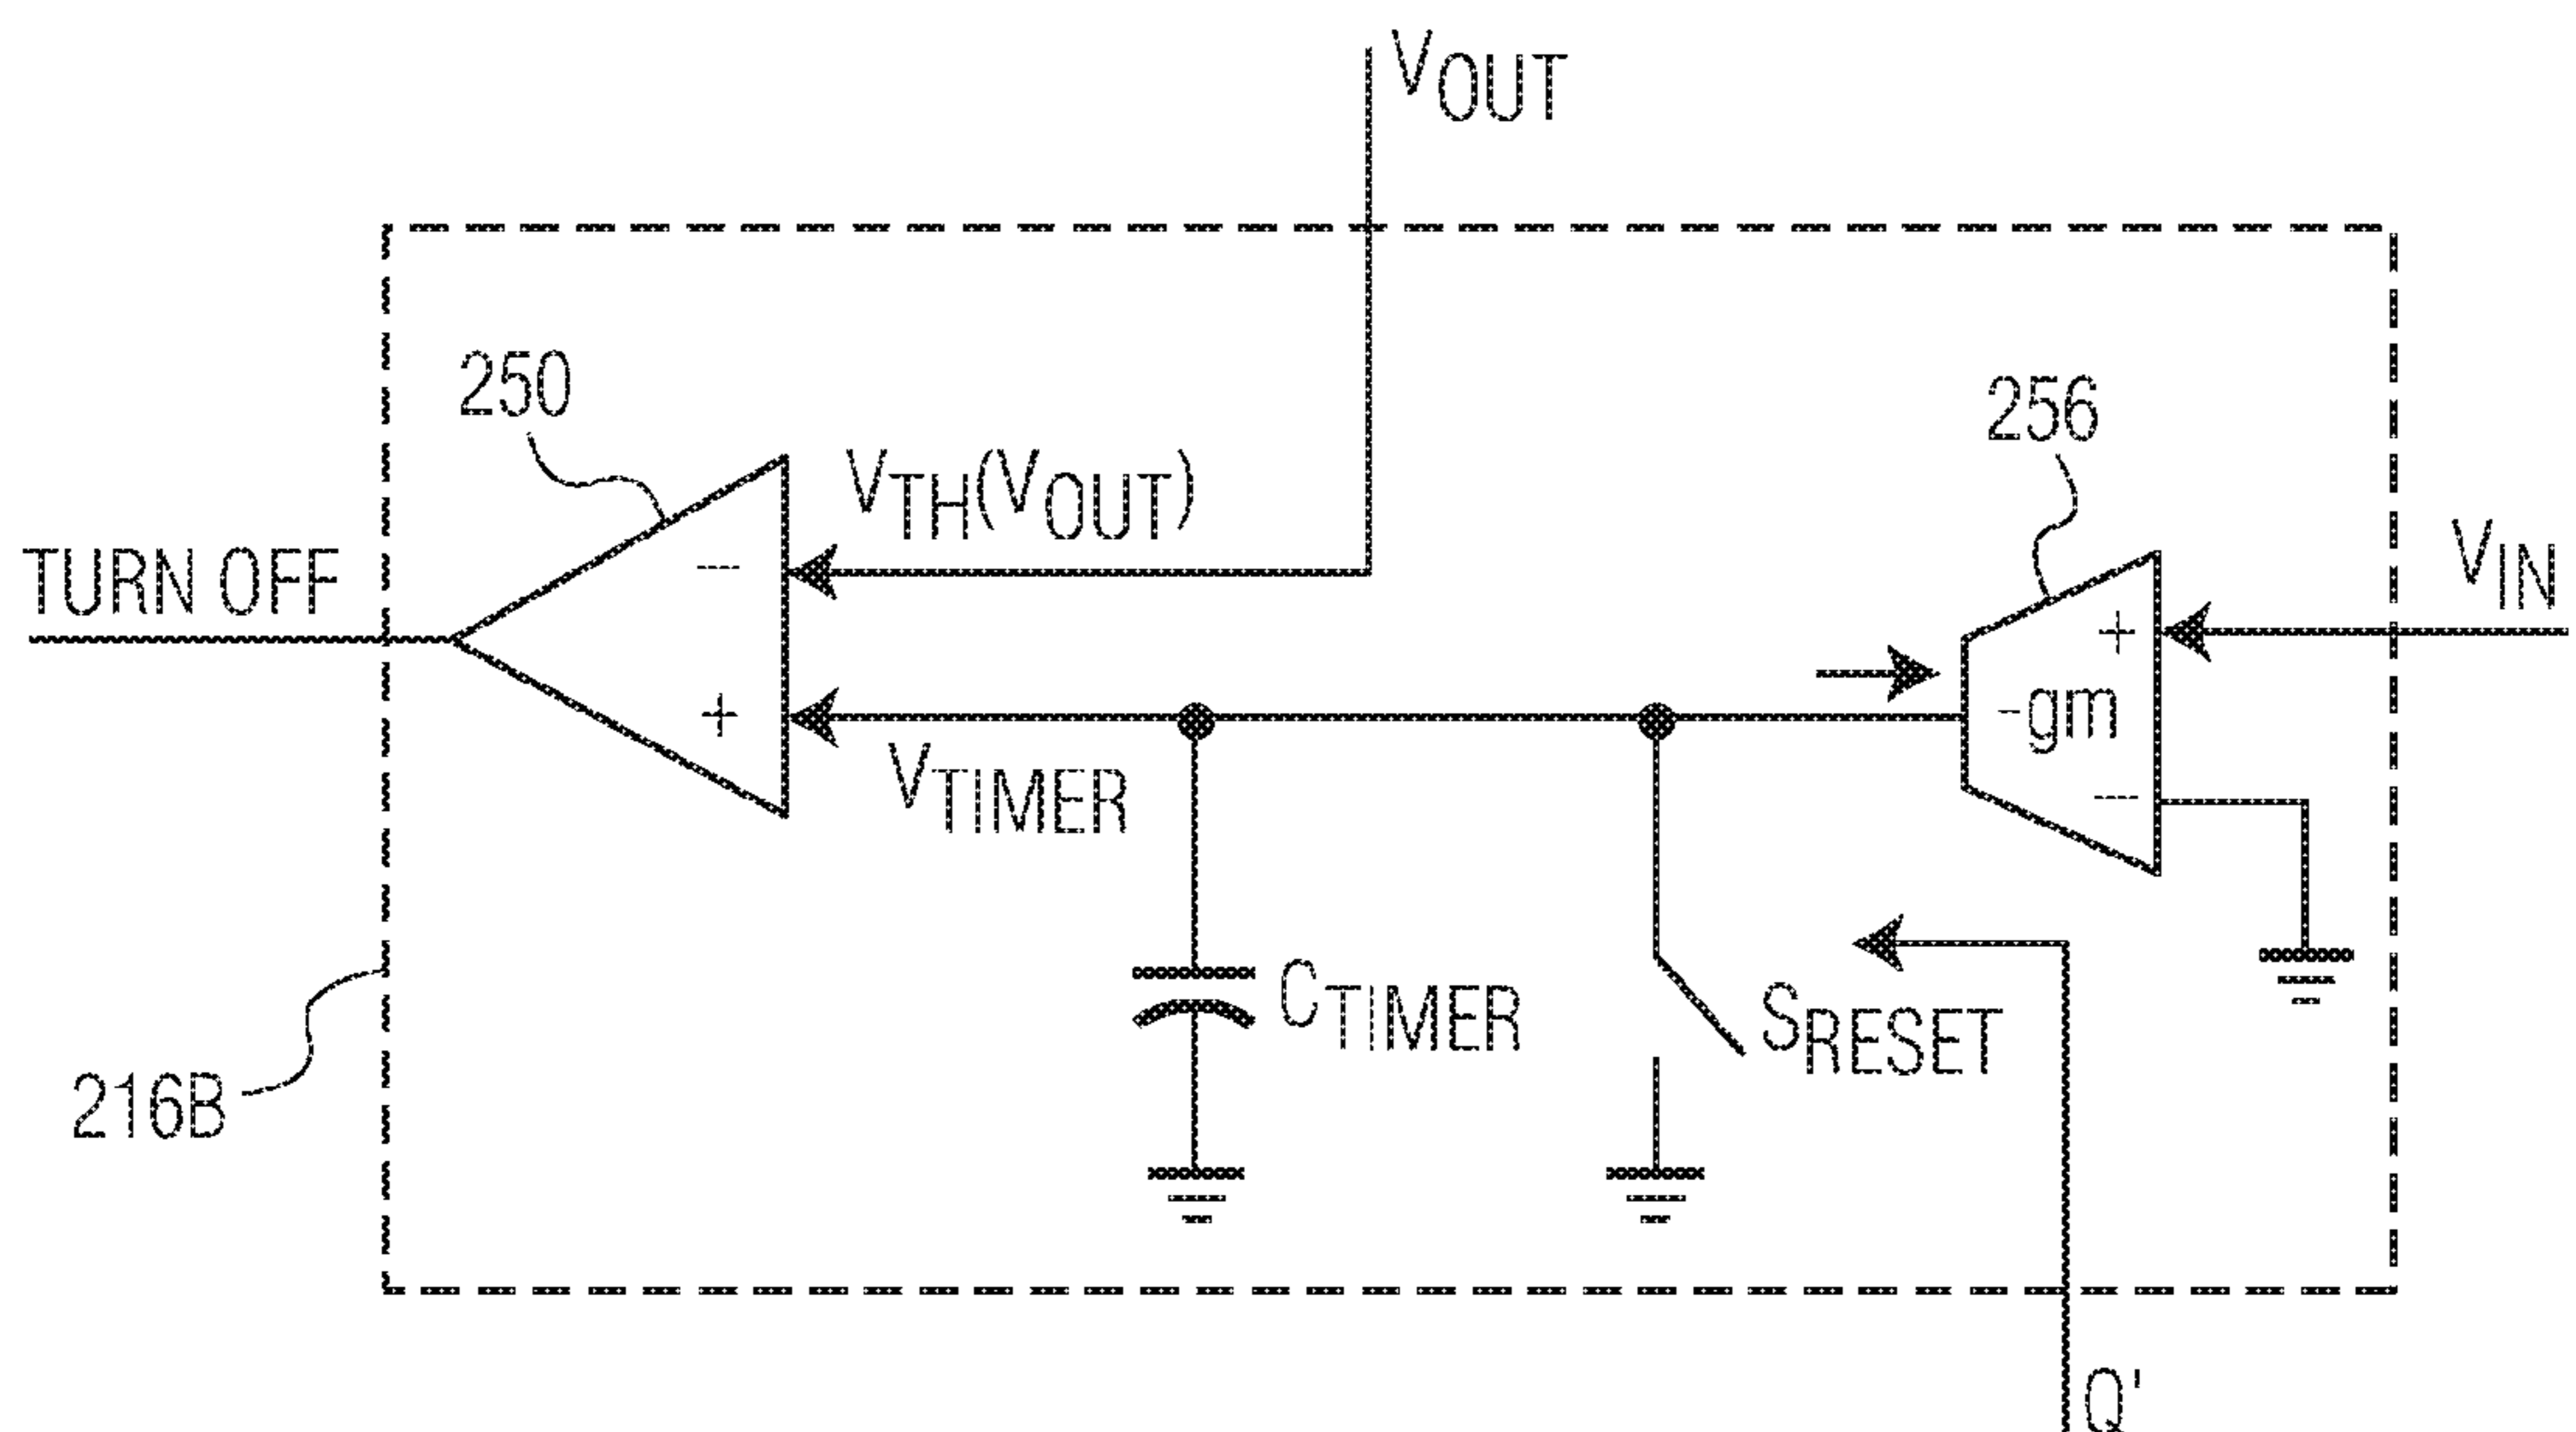 VOUT
250
VTH(VOUT)
256
TURN OFF
VIN
−
+
+
-gm
−
VTIMER
CTIMER
SRESET
216B
Q'